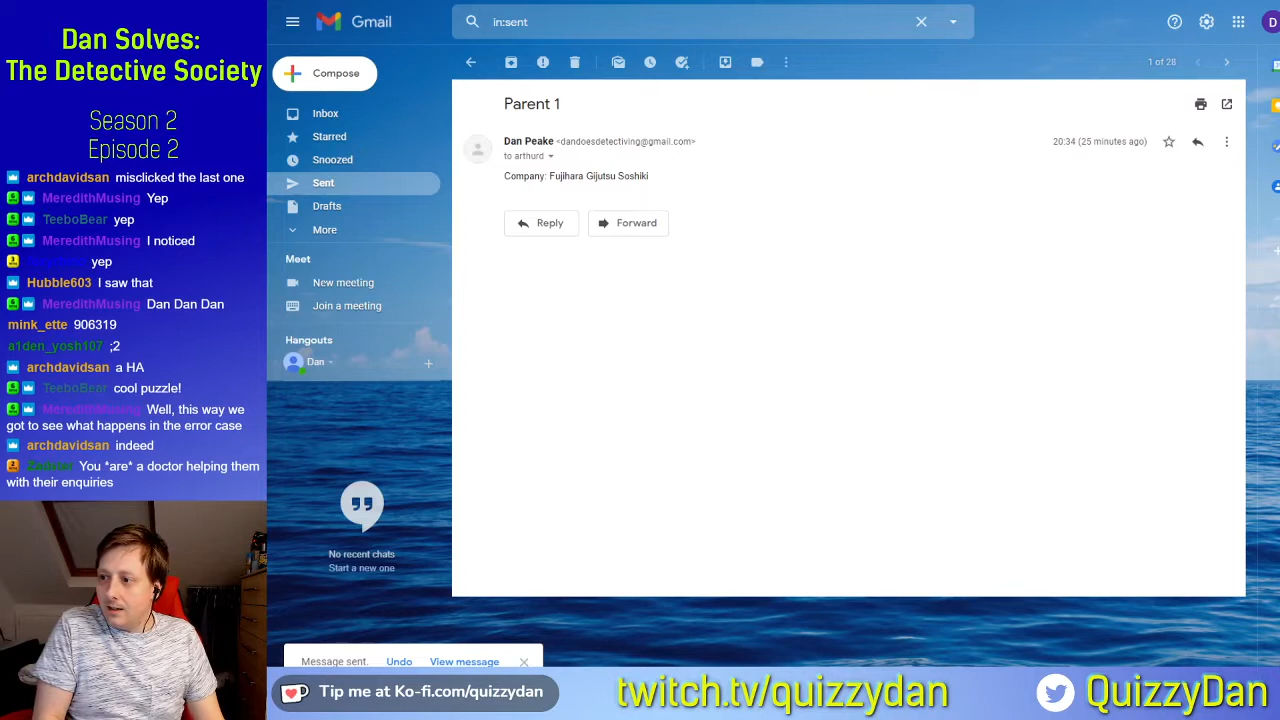 Dan Solves:
The Detective Society
Season 2
Episode 2
archdavidsan misclicked the last one
MeredithMusing Yep
TeeboBear yep
MeredithMusing I noticed
yep
Hubble603 I saw that
MeredithMusing Dan Dan Dan
mink_ette 906319
a1den_yosh107 ;2
archdavidsan a HA
TeeboBear cool puzzle!
MeredithMusing Well, this way we
got to see what happens in the error case
archdavidsan indeed
You *are* a doctor helping them
with their enquiries
Gmail
in:sent
D
Compose
Inbox
Starred
Snoozed
Sent
Drafts
More
Meet
New meeting
Join a meeting
Hangouts
Dan
No recent chats
Start a new one
1 of 28
Parent 1
Dan Peake <dandoesdetectiving@gmail.com>
20:34 (25 minutes ago)
to arthurd
Company: Fujihara Gijutsu Soshiki
Reply
Forward
Message sent. Undo View message
Tip me at Ko-fi.com/quizzydan
twitch.tv/quizzydan
QuizzyDan